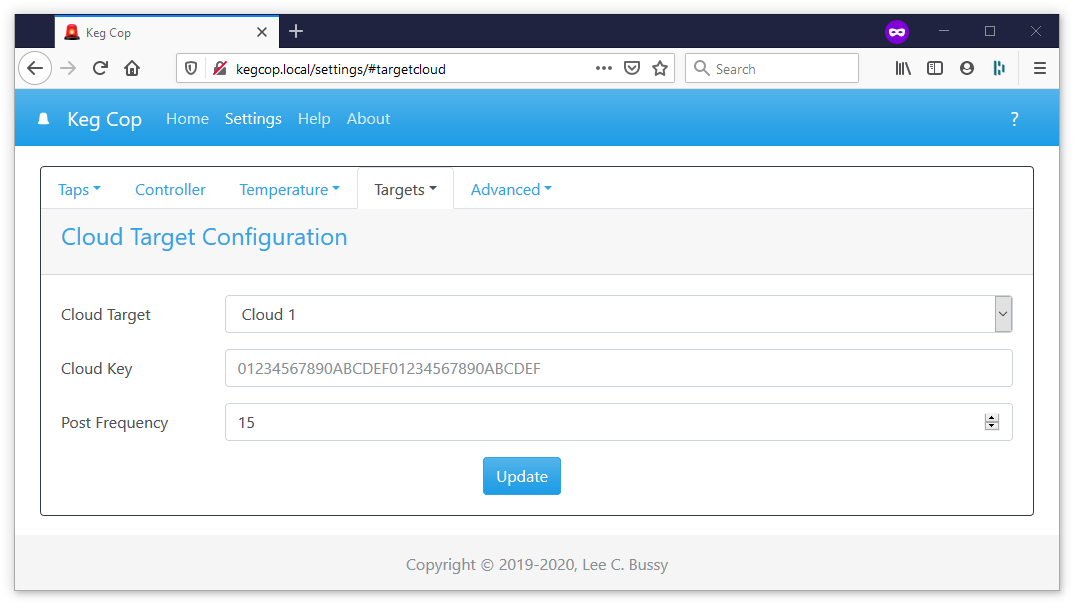 Keg Cop
kegcop.local/settings/#targetcloud
Search
Keg Cop Home Settings Help About ?
Taps Controller Temperature Targets Advanced
Cloud Target Configuration
Cloud Target Cloud 1
Cloud Key 01234567890ABCDEF01234567890ABCDEF
Post Frequency 15
Update
Copyright © 2019-2020, Lee C. Bussy